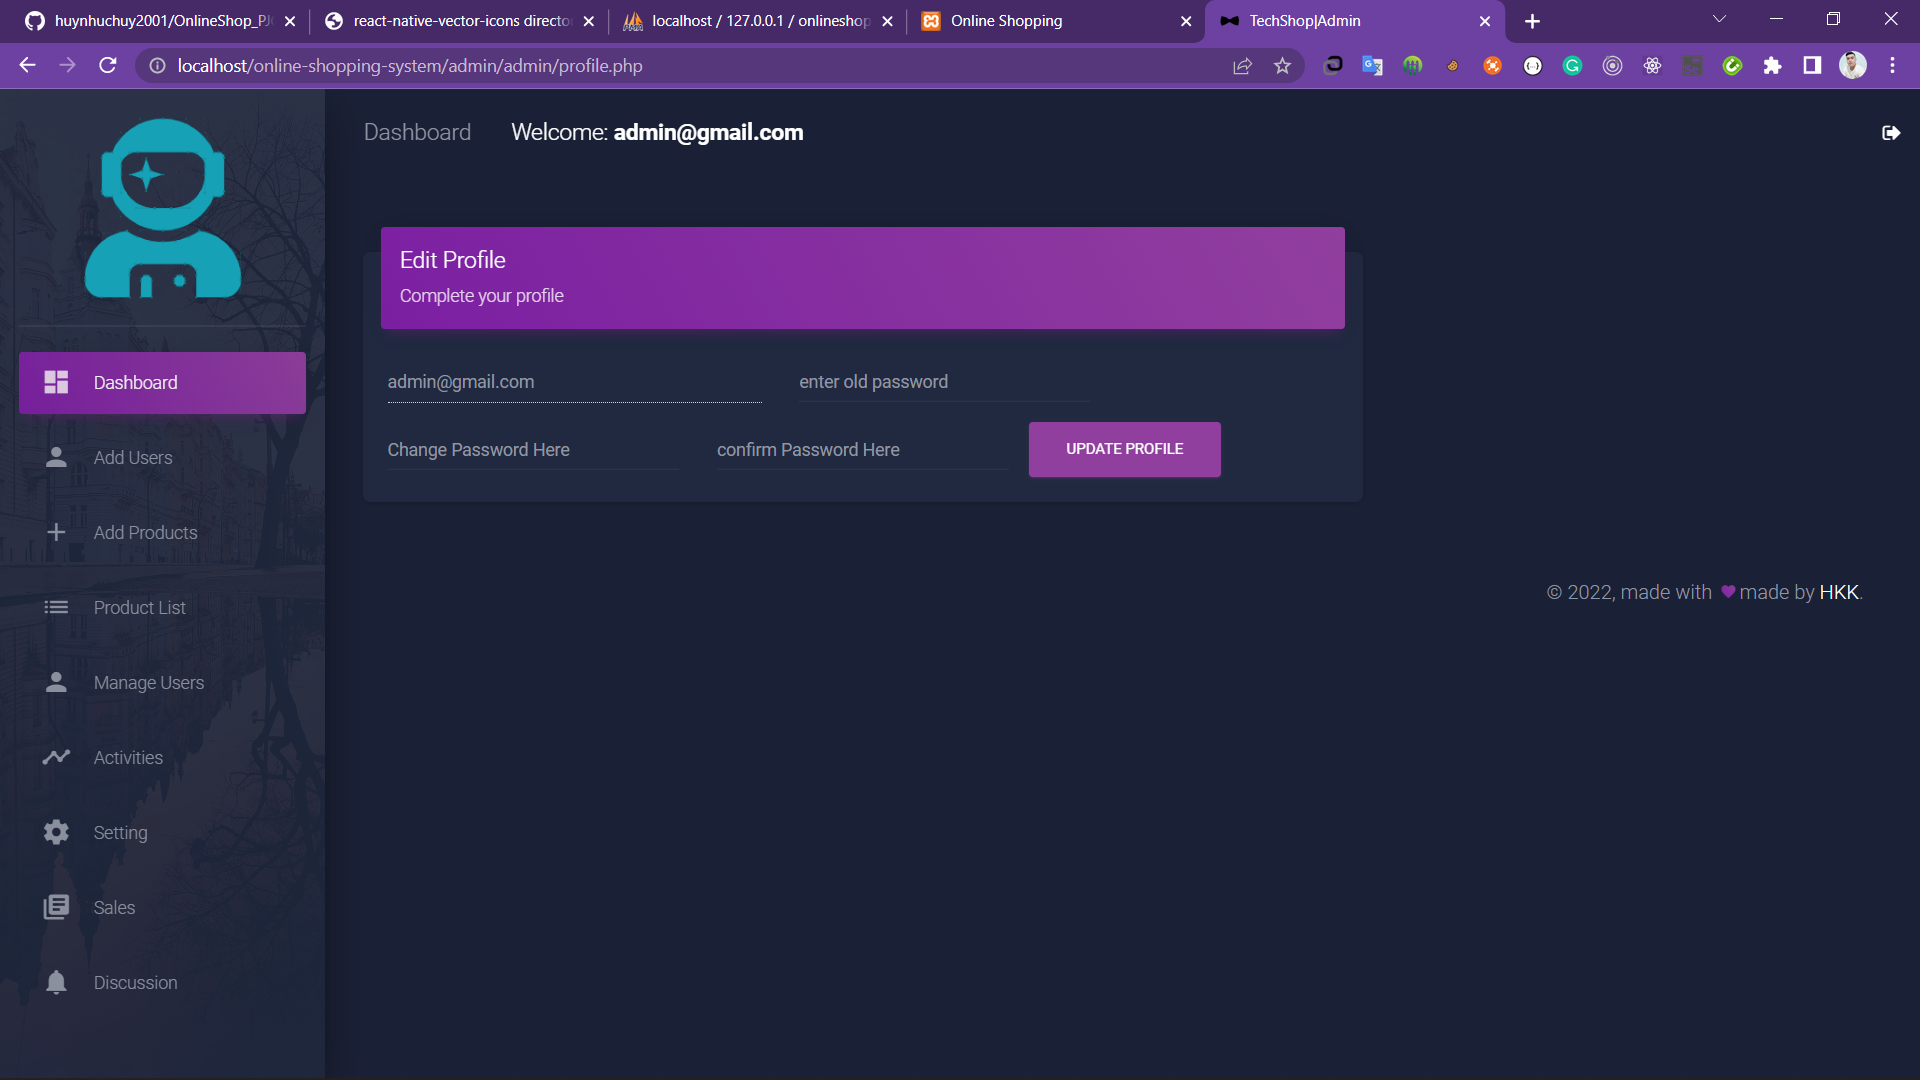 huynhuchuy2001/OnlineShop_PJ
react-native-vector-icons directo
localhost / 127.0.0.1 / onlineshop
Online Shopping
TechShop|Admin
localhost/online-shopping-system/admin/admin/profile.php
Dashboard
Welcome: admin@gmail.com
Edit Profile
Complete your profile
admin@gmail.com
enter old password
Change Password Here
confirm Password Here
UPDATE PROFILE
Dashboard
Add Users
Add Products
Product List
Manage Users
Activities
Setting
Sales
Discussion
© 2022, made with ♥ made by HKK.